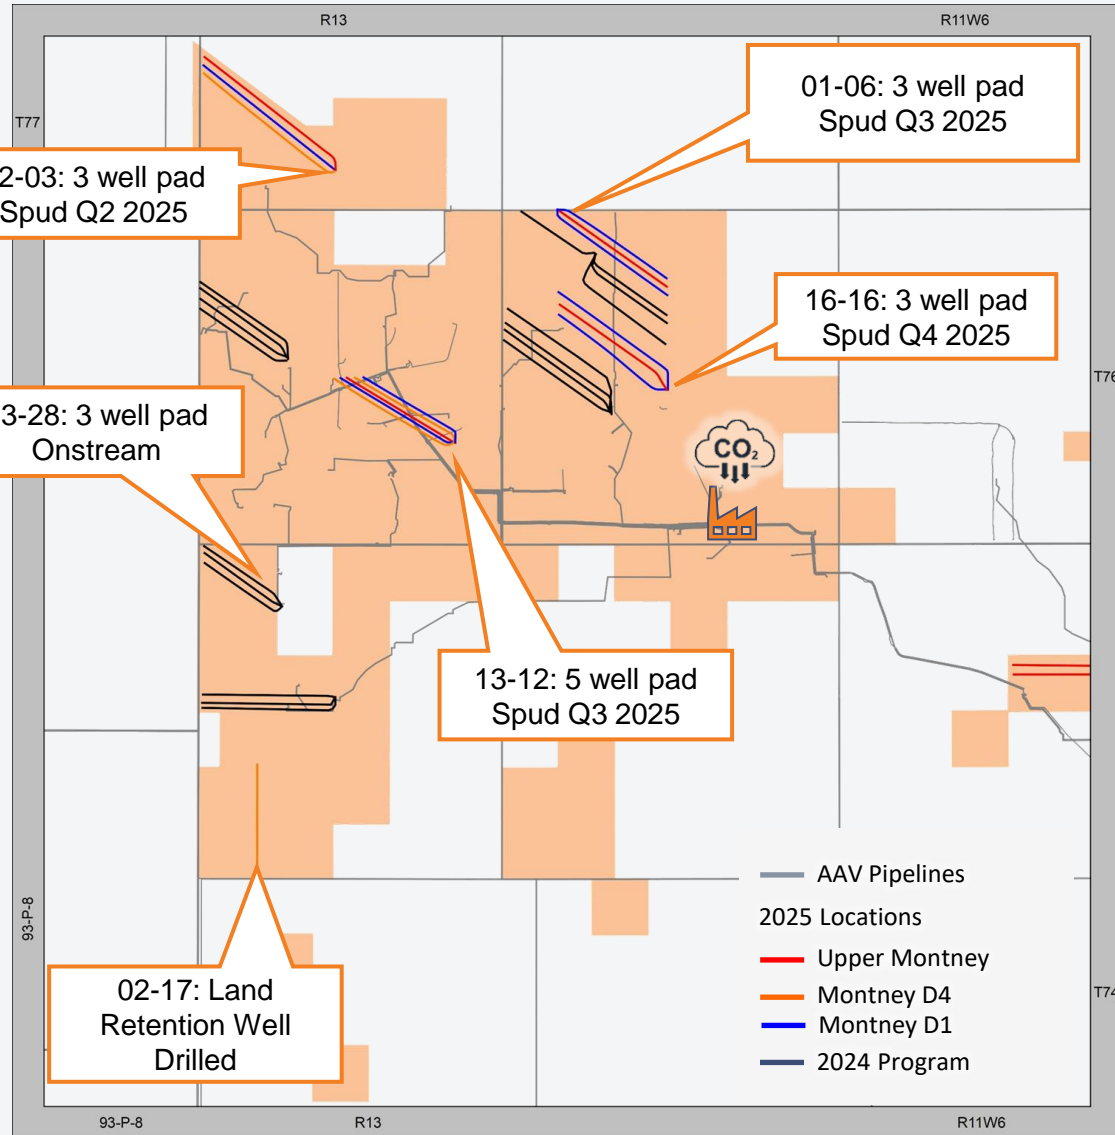 R13
R11W6
T77
01-06: 3 well pad
Spud Q3 2025
2-03: 3 well pad
Spud Q2 2025
16-16: 3 well pad
Spud Q4 2025
T76
3-28: 3 well pad
Onstream
CO₂
13-12: 5 well pad
Spud Q3 2025
93-P-8
02-17: Land
Retention Well
Drilled
AAV Pipelines
2025 Locations
Upper Montney
Montney D4
Montney D1
2024 Program
T74
93-P-8
R13
R11W6